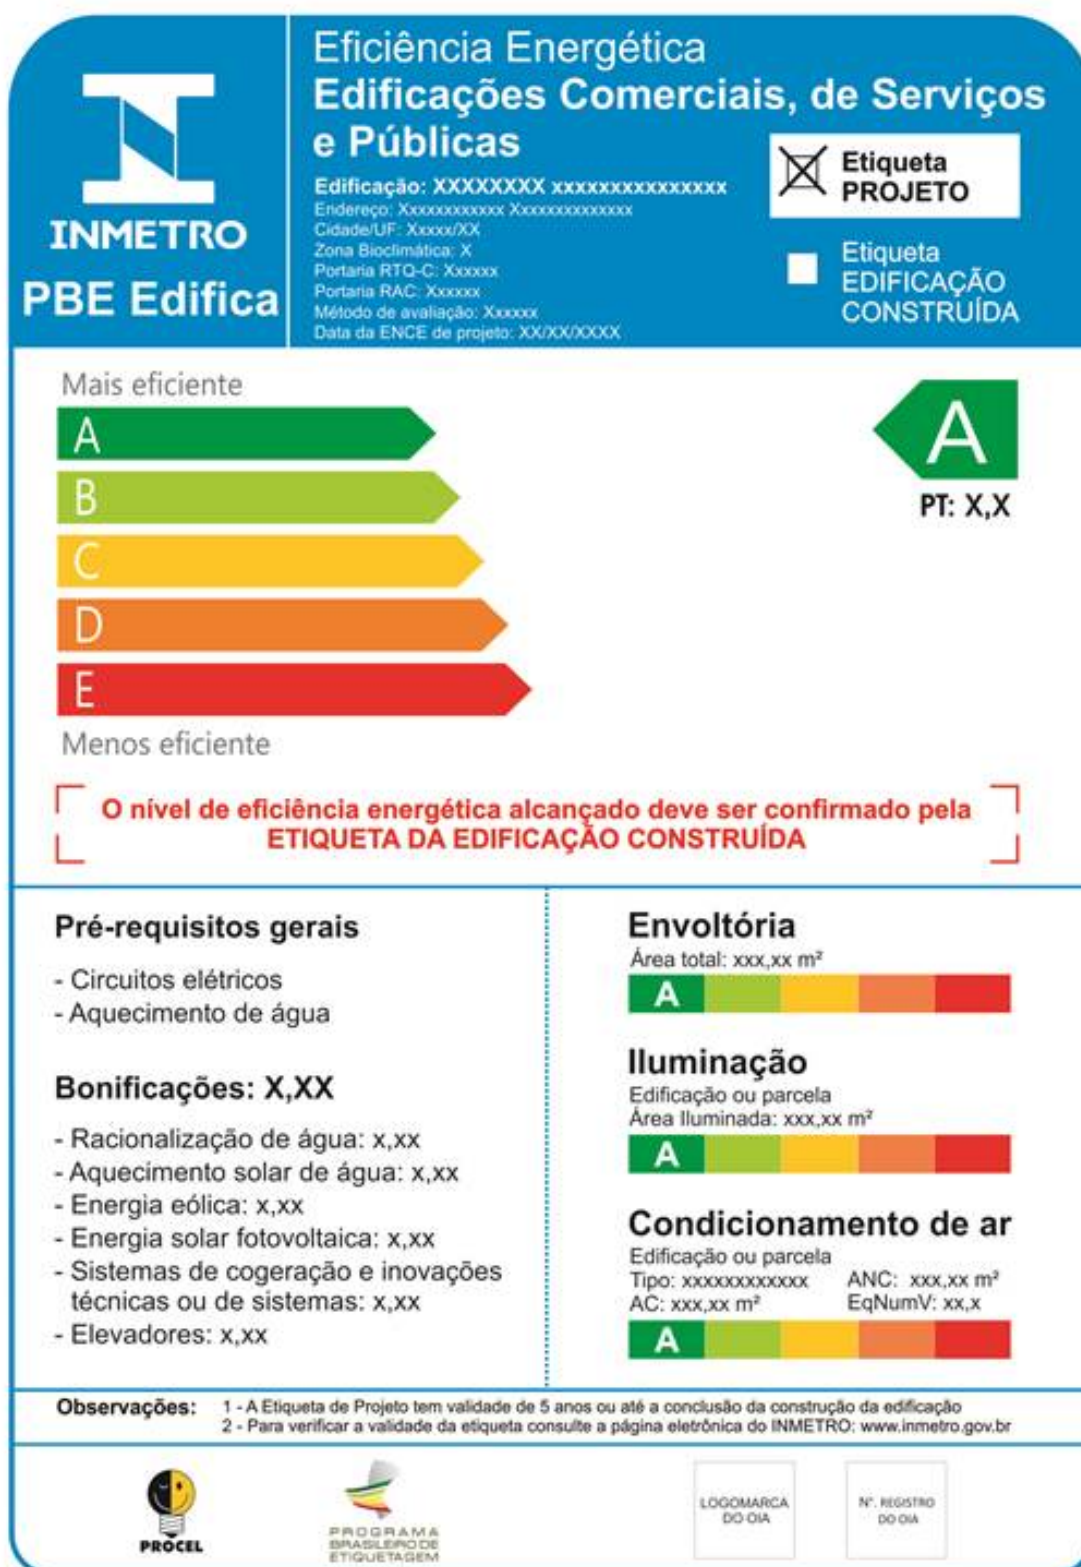 Eficiência Energética
Edificações Comerciais, de Serviços
e Públicas
Edificação: XXXXXXXX xxxxxxxxxxxxxxx
Endereço: Xxxxxxxxxxx Xxxxxxxxxxxxx
Cidade/UF: Xxxxx/XX
Zona Bioclimática: X
Portaria RTQ-C: Xxxxxx
Portaria RAC: Xxxxxx
Método de avaliação: Xxxxxx
Data da ENCE de projeto: XX/XX/XXXX
INMETRO
PBE Edifica
Etiqueta
PROJETO
Etiqueta
EDIFICAÇÃO
CONSTRUÍDA
Mais eficiente
A
B
C
D
E
Menos eficiente
A
PT: X,X
O nível de eficiência energética alcançado deve ser confirmado pela
ETIQUETA DA EDIFICAÇÃO CONSTRUÍDA
Pré-requisitos gerais
- Circuitos elétricos
- Aquecimento de água
Bonificações: X,XX
- Racionalização de água: x,xx
- Aquecimento solar de água: x,xx
- Energia eólica: x,xx
- Energia solar fotovoltaica: x,xx
- Sistemas de cogeração e inovações
técnicas ou de sistemas: x,xx
- Elevadores: x,xx
Envoltória
Área total: xxx,xx m²
A
Iluminação
Edificação ou parcela
Área Iluminada: xxx,xx m²
A
Condicionamento de ar
Edificação ou parcela
Tipo: xxxxxxxxxxxx ANC: xxx,xx m²
AC: xxx,xx m² EqNumV: xx,x
A
Observações: 1 - A Etiqueta de Projeto tem validade de 5 anos ou até a conclusão da construção da edificação
2 - Para verificar a validade da etiqueta consulte a página eletrônica do INMETRO: www.inmetro.gov.br
PROCEL
PROGRAMA
BRASILEIRO DE
ETIQUETAGEM
LOGOMARCA
DO OIA
N°. REGISTRO
DO OIA